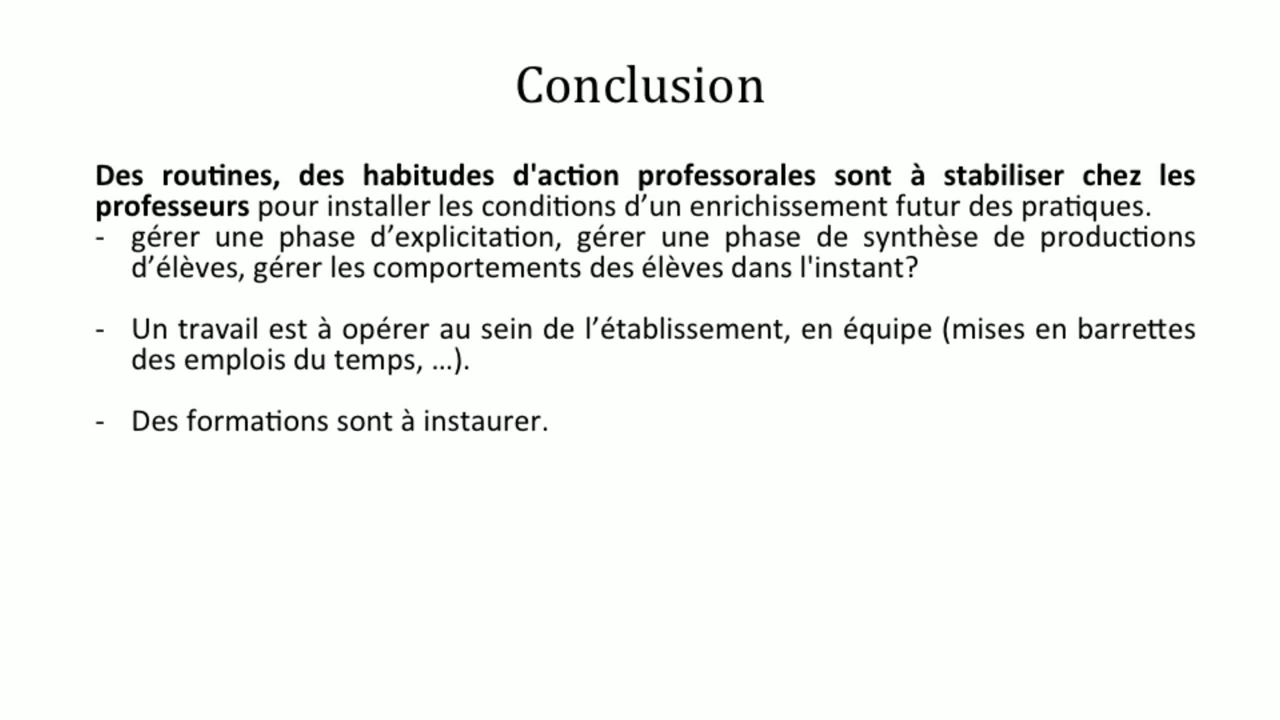 Conclusion
Des routines, des habitudes d'action professorales sont à stabiliser chez les
professeurs pour installer les conditions d’un enrichissement futur des pratiques.
- gérer une phase d’explicitation, gérer une phase de synthèse de productions
d’élèves, gérer les comportements des élèves dans l'instant?
- Un travail est à opérer au sein de l’établissement, en équipe (mises en barrettes
des emplois du temps, ...).
- Des formations sont à instaurer.